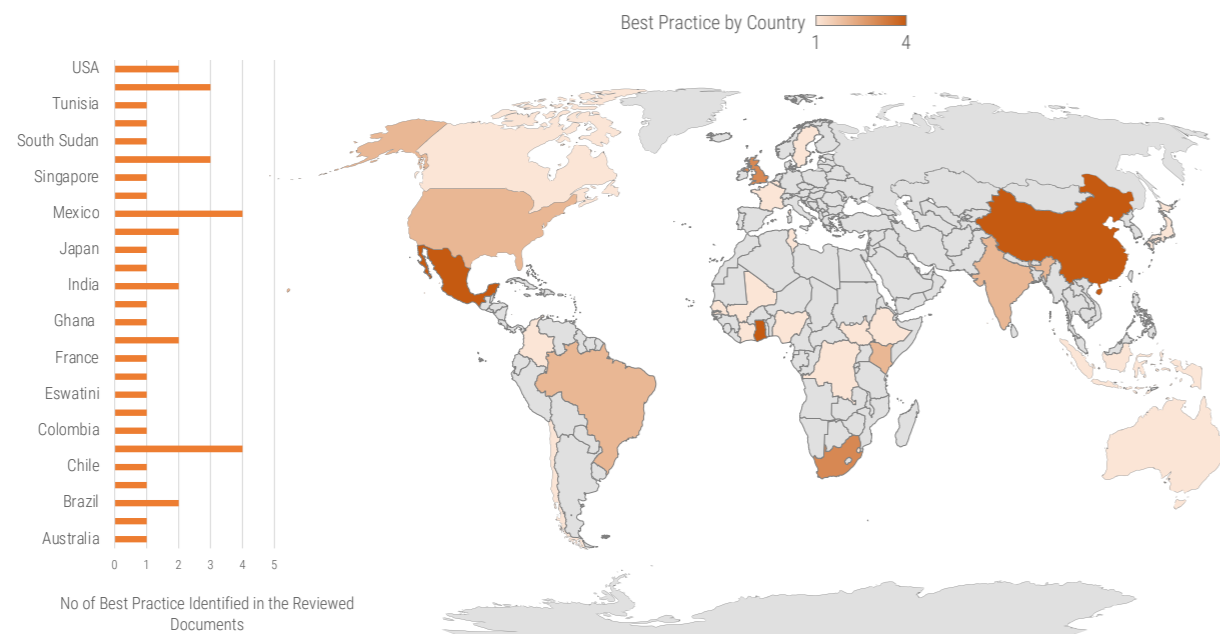 Best Practice by Country
1
4
USA
Tunisia
South Sudan
Singapore
Mexico
Japan
India
Ghana
France
Eswatini
Colombia
Chile
Brazil
Australia
0 1 2 3 4 5
No of Best Practice Identified in the Reviewed
Documents